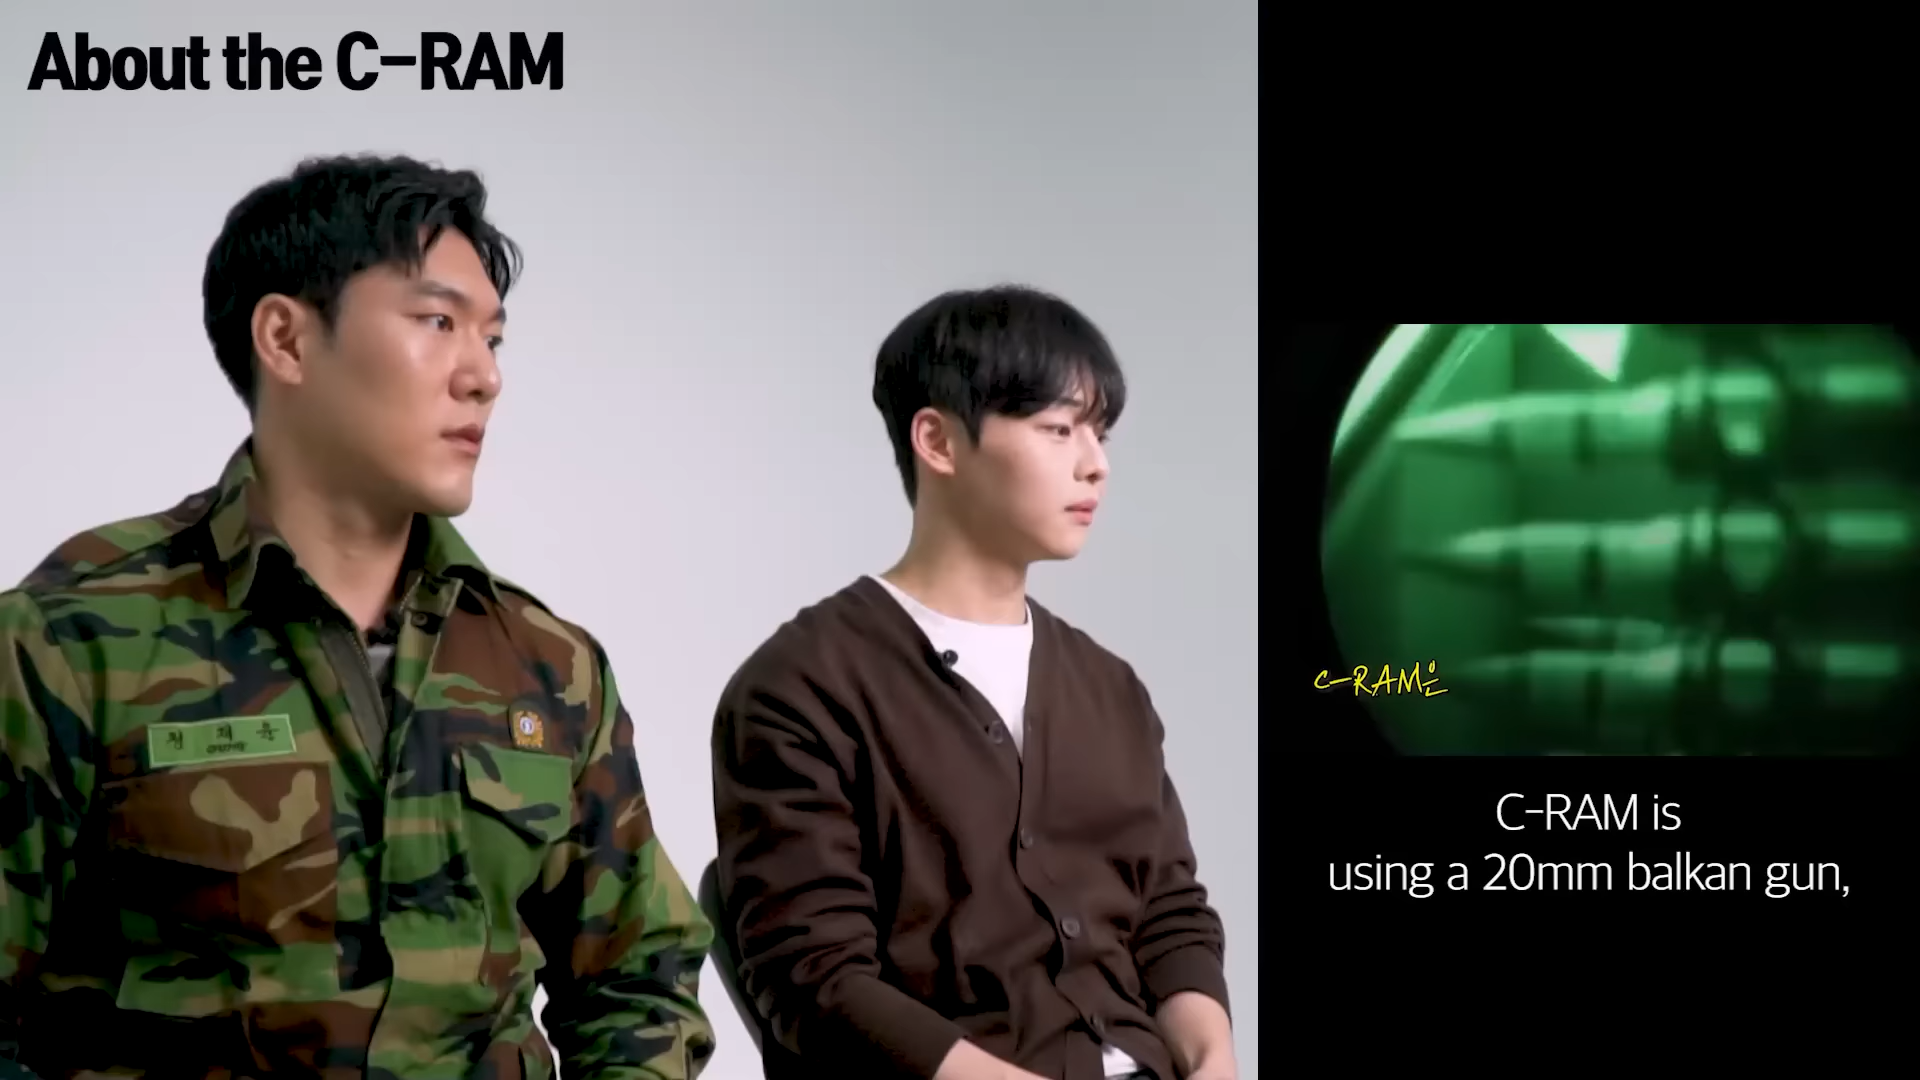 About the C-RAM
C-RAM은
C-RAM is
using a 20mm balkan gun,